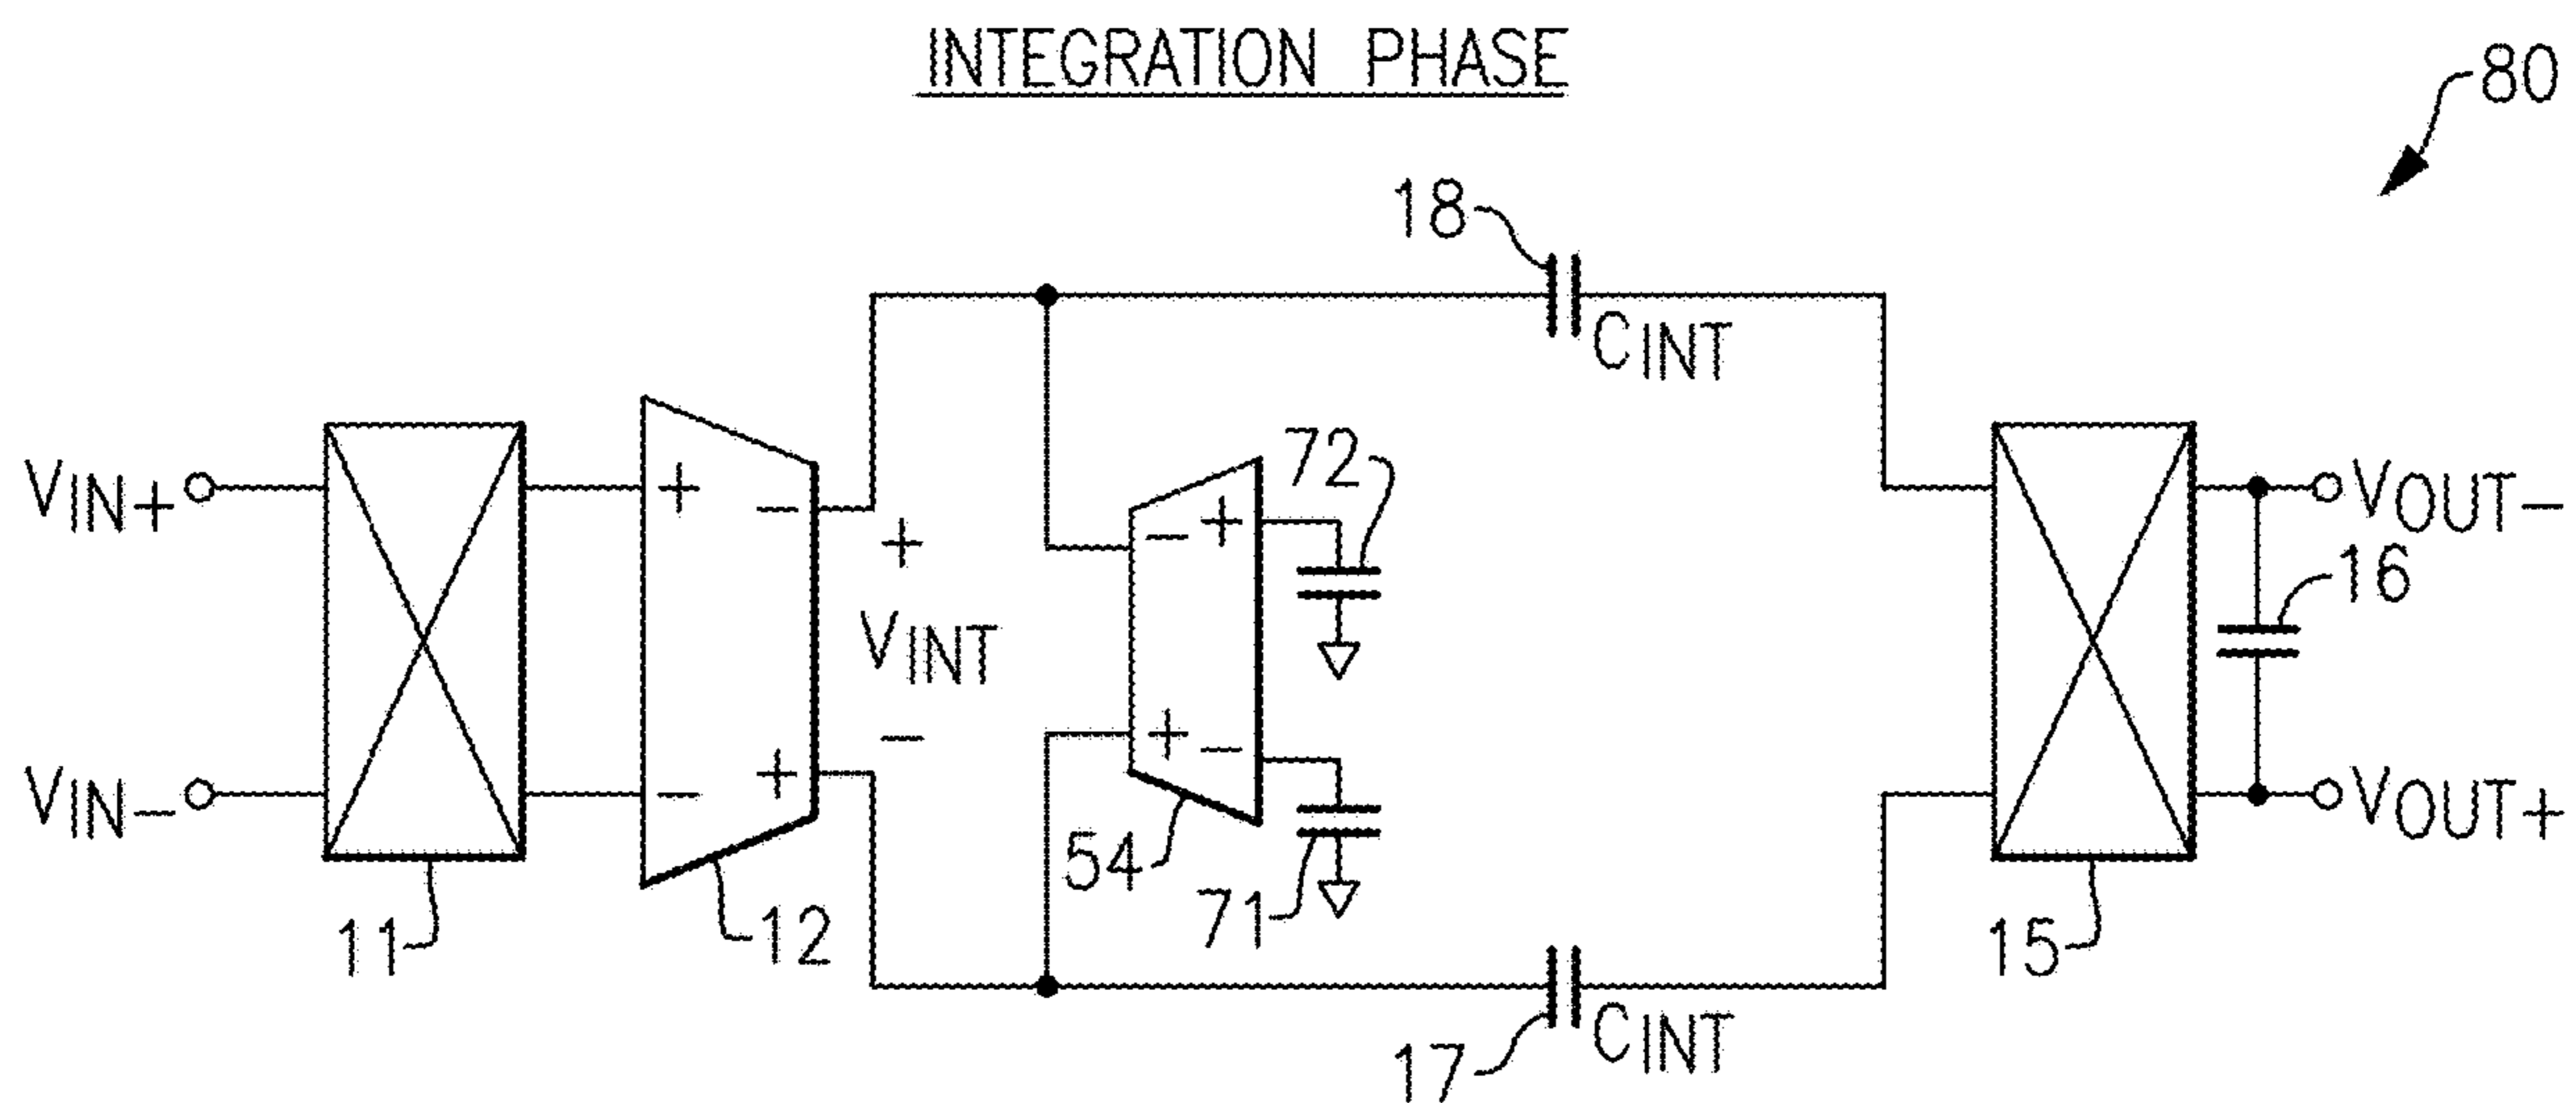 INTEGRATION PHASE
80
18
CINT
VIN+
+
−
+
VINT
−
−
+
72
VOUT−
16
VIN−
−
+
+
−
54
71
VOUT+
11
12
15
17
CINT